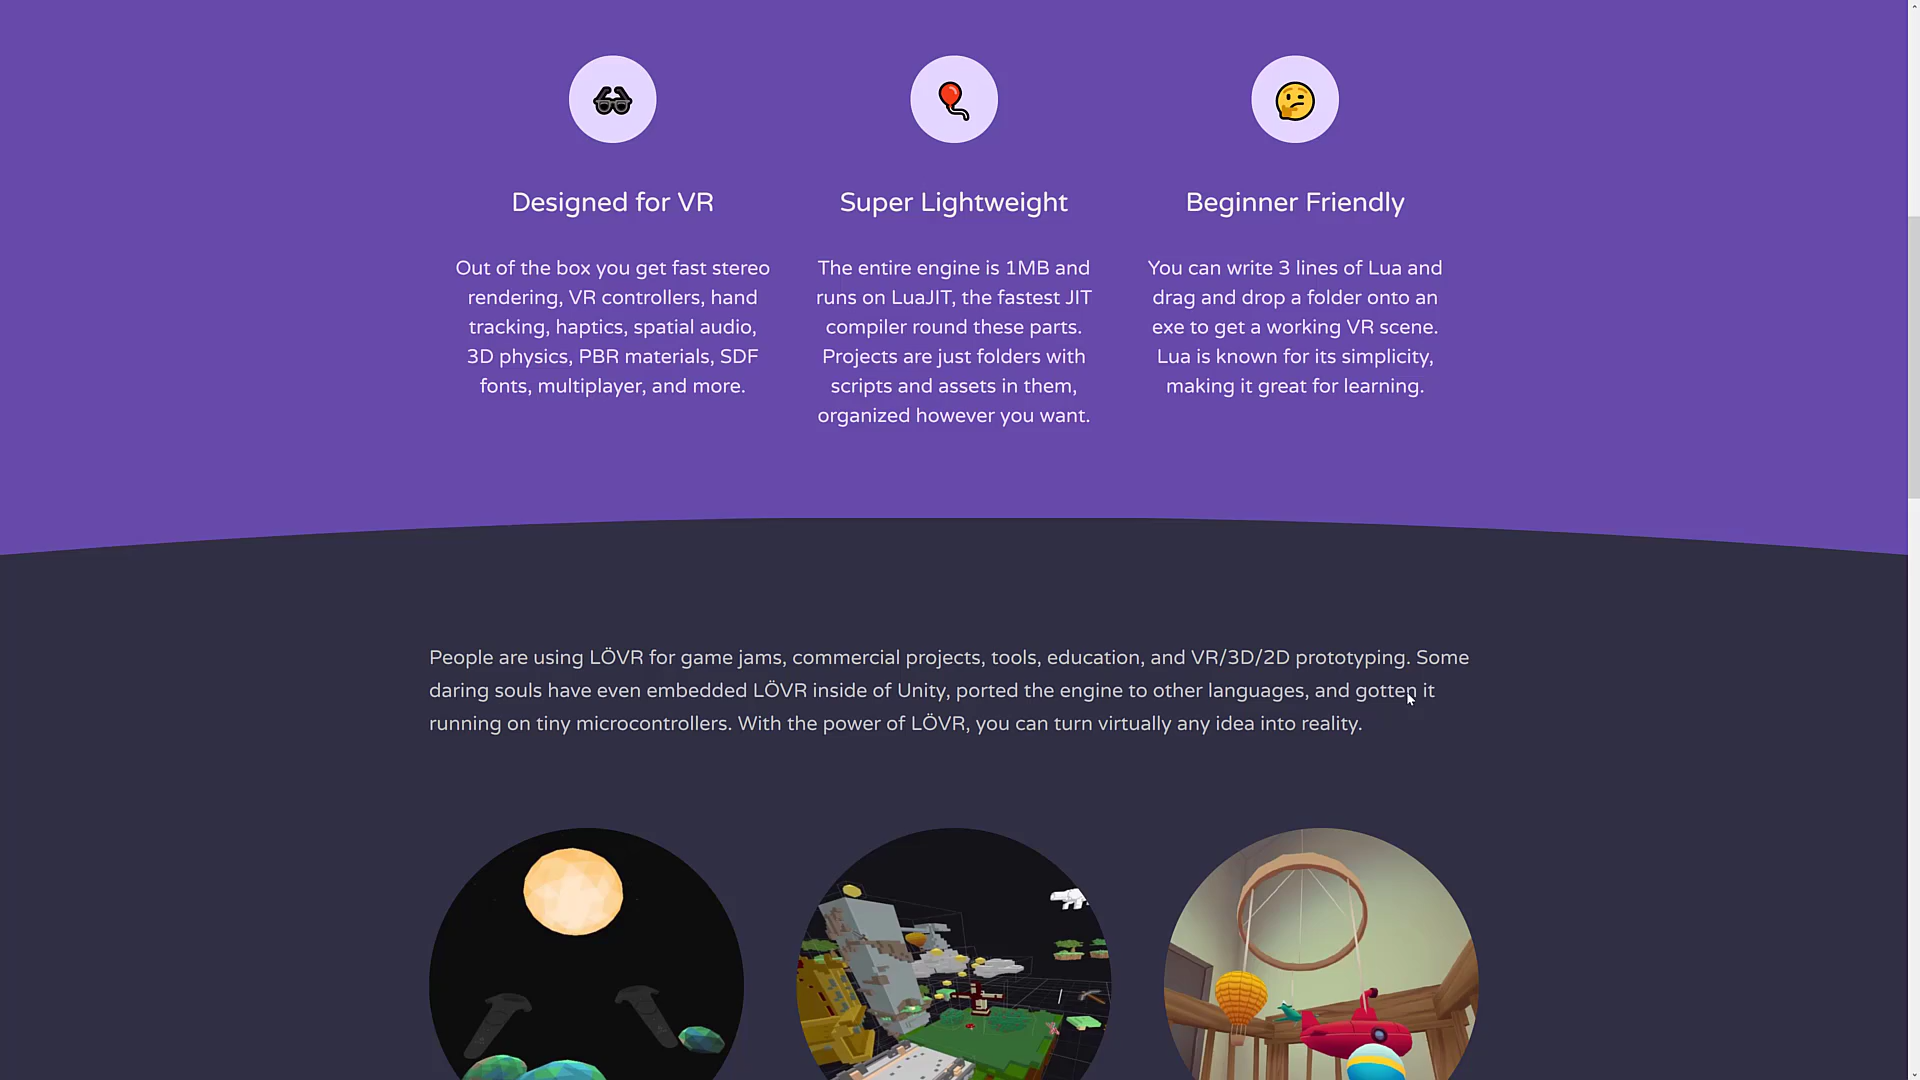 Designed for VR
Out of the box you get fast stereo
rendering, VR controllers, hand
tracking, haptics, spatial audio,
3D physics, PBR materials, SDF
fonts, multiplayer, and more.
Super Lightweight
The entire engine is 1MB and
runs on LuaJIT, the fastest JIT
compiler round these parts.
Projects are just folders with
scripts and assets in them,
organized however you want.
Beginner Friendly
You can write 3 lines of Lua and
drag and drop a folder onto an
exe to get a working VR scene.
Lua is known for its simplicity,
making it great for learning.
People are using LÖVR for game jams, commercial projects, tools, education, and VR/3D/2D prototyping. Some
daring souls have even embedded LÖVR inside of Unity, ported the engine to other languages, and gotten it
running on tiny microcontrollers. With the power of LÖVR, you can turn virtually any idea into reality.